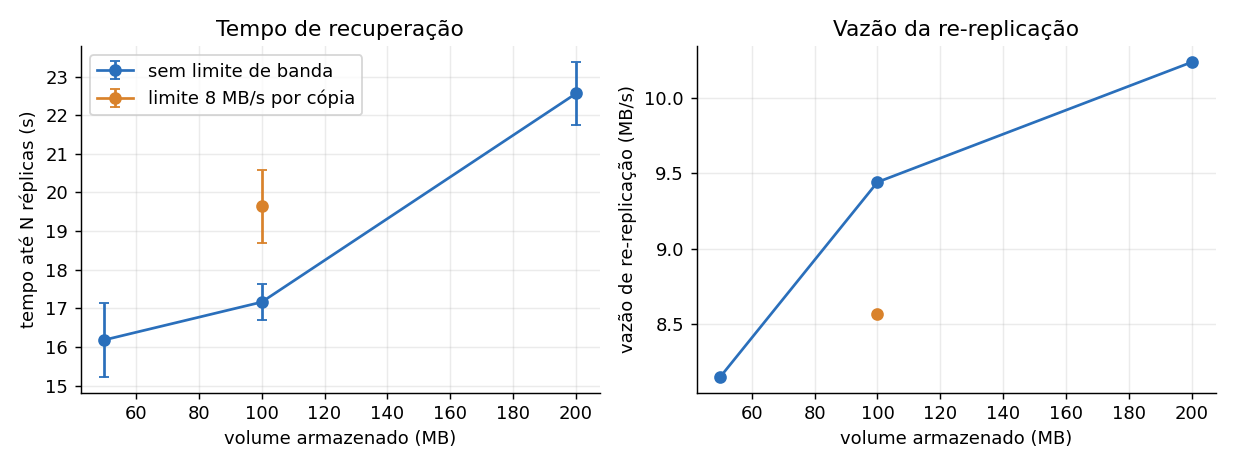 Tempo de recuperação
sem limite de banda
limite 8 MB/s por cópia
tempo até N réplicas (s)
23
22
21
20
19
18
17
16
15
60 80 100 120 140 160 180 200
volume armazenado (MB)
Vazão da re-replicação
vazão de re-replicação (MB/s)
10.0
9.5
9.0
8.5
60 80 100 120 140 160 180 200
volume armazenado (MB)